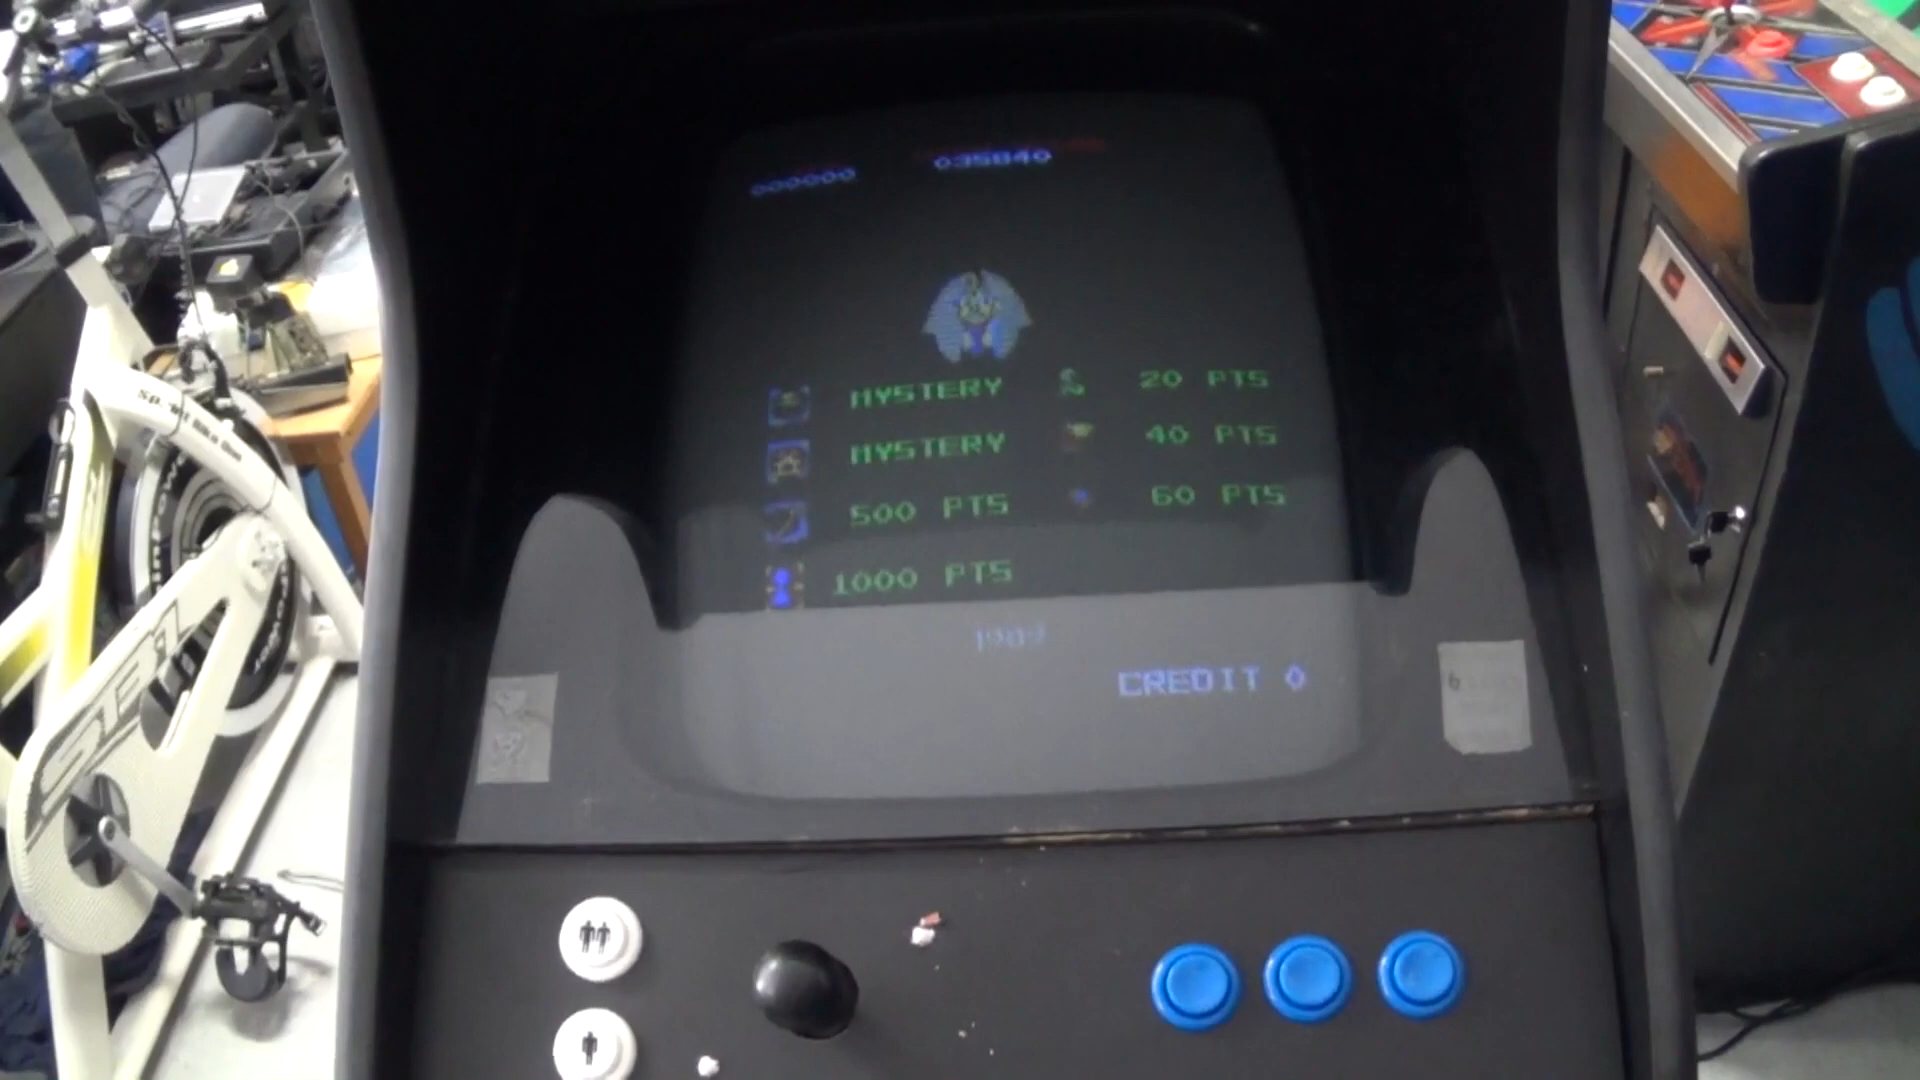 000000 035840
MYSTERY 20 PTS
MYSTERY 40 PTS
500 PTS 60 PTS
1000 PTS
CREDIT 0